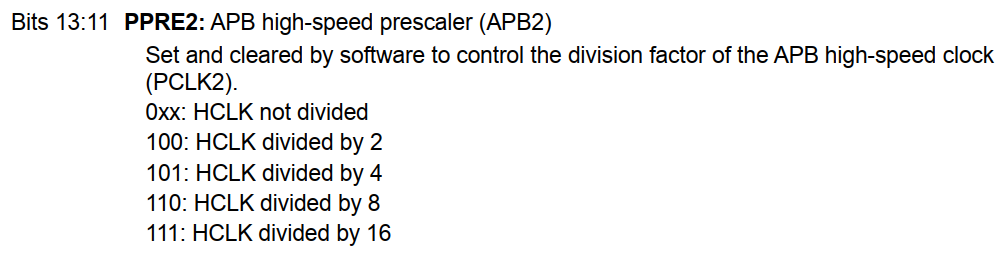 Bits 13:11 PPRE2: APB high-speed prescaler (APB2)
Set and cleared by software to control the division factor of the APB high-speed clock
(PCLK2).
0xx: HCLK not divided
100: HCLK divided by 2
101: HCLK divided by 4
110: HCLK divided by 8
111: HCLK divided by 16